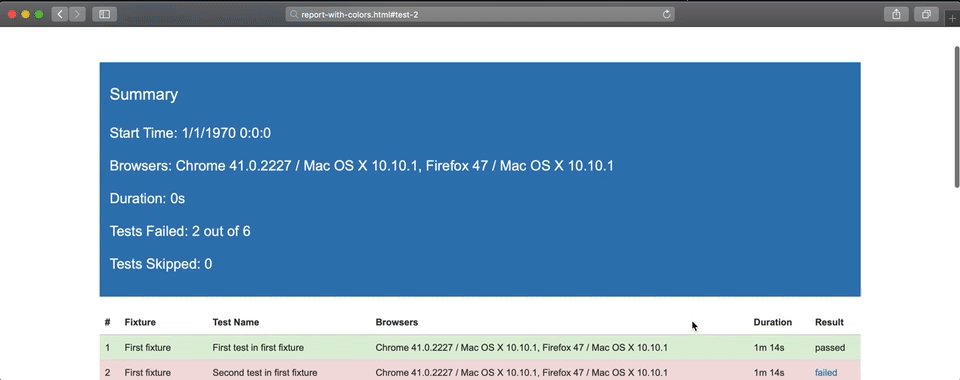 report-with-colors.html#test-2
Summary
Start Time: 1/1/1970 0:0:0
Browsers: Chrome 41.0.2227 / Mac OS X 10.10.1, Firefox 47 / Mac OS X 10.10.1
Duration: 0s
Tests Failed: 2 out of 6
Tests Skipped: 0
# Fixture Test Name Browsers Duration Result
1 First fixture First test in first fixture Chrome 41.0.2227 / Mac OS X 10.10.1, Firefox 47 / Mac OS X 10.10.1 1m 14s passed
2 First fixture Second test in first fixture Chrome 41.0.2227 / Mac OS X 10.10.1, Firefox 47 / Mac OS X 10.10.1 1m 14s failed